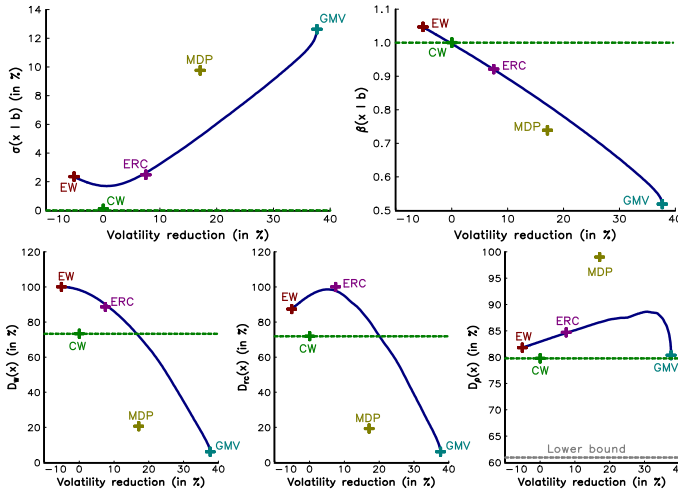 14
12
10
8
6
4
2
0
σ(x | b) (in %)
GMV
MDP
ERC
EW
CW
−10 0 10 20 30 40
Volatility reduction (in %)
1.1
1.0
0.9
0.8
0.7
0.6
0.5
β(x | b)
EW
CW
ERC
MDP
GMV
−10 0 10 20 30 40
Volatility reduction (in %)
120
100
80
60
40
20
0
D_w(x) (in %)
EW
ERC
CW
MDP
GMV
−10 0 10 20 30 40
Volatility reduction (in %)
120
100
80
60
40
20
0
D_rc(x) (in %)
ERC
EW
CW
MDP
GMV
−10 0 10 20 30 40
Volatility reduction (in %)
100
95
90
85
80
75
70
65
60
D_ρ(x) (in %)
MDP
ERC
EW
CW
GMV
Lower bound
−10 0 10 20 30 40
Volatility reduction (in %)